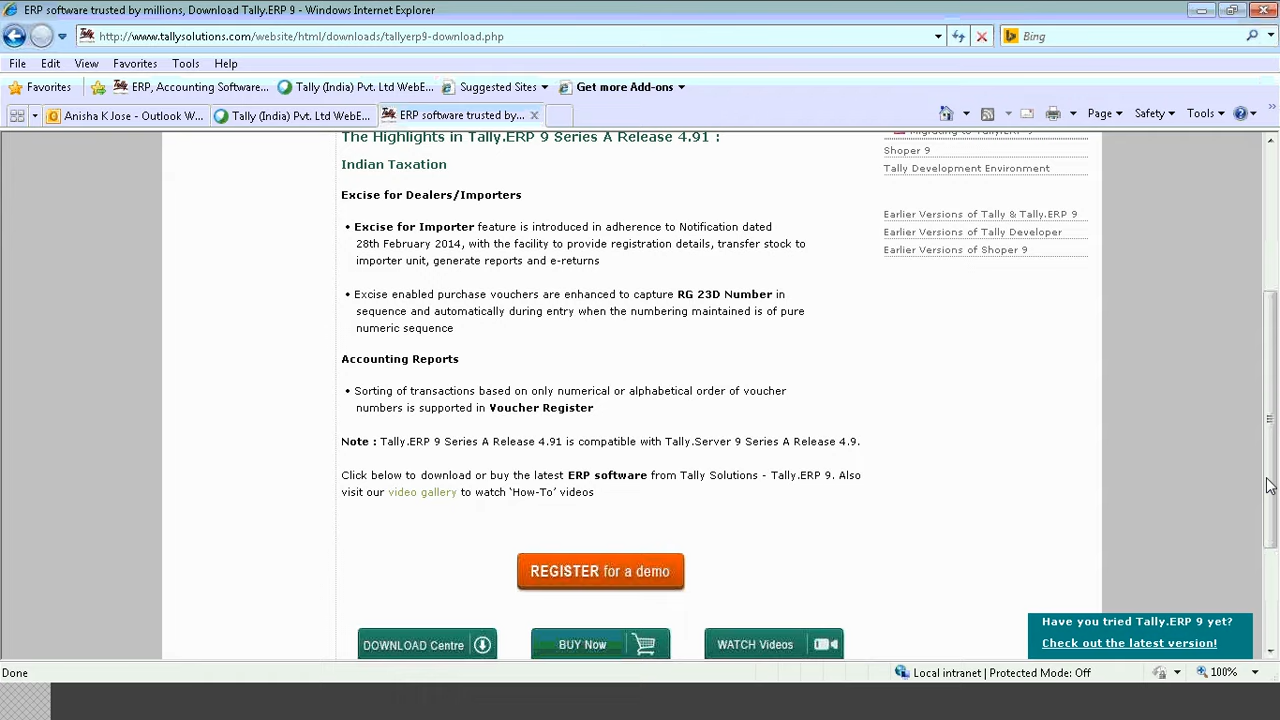 ERP software trusted by millions, Download Tally.ERP 9 - Windows Internet Explorer
http://www.tallysolutions.com/website/html/downloads/tallyerp9-download.php
Bing
File Edit View Favorites Tools Help
Favorites ERP, Accounting Software... Tally (India) Pvt. Ltd WebE... Suggested Sites Get more Add-ons
Anisha K Jose - Outlook W... Tally (India) Pvt. Ltd WebE... ERP software trusted by... Page Safety Tools
The Highlights in Tally.ERP 9 Series A Release 4.91 :
Indian Taxation
Excise for Dealers/Importers
• Excise for Importer feature is introduced in adherence to Notification dated
28th February 2014, with the facility to provide registration details, transfer stock to
importer unit, generate reports and e-returns
• Excise enabled purchase vouchers are enhanced to capture RG 23D Number in
sequence and automatically during entry when the numbering maintained is of pure
numeric sequence
Accounting Reports
• Sorting of transactions based on only numerical or alphabetical order of voucher
numbers is supported in Voucher Register
Note : Tally.ERP 9 Series A Release 4.91 is compatible with Tally.Server 9 Series A Release 4.9.
Click below to download or buy the latest ERP software from Tally Solutions - Tally.ERP 9. Also
visit our video gallery to watch 'How-To' videos
REGISTER for a demo
DOWNLOAD Centre BUY Now WATCH Videos
Migrating to Tally.ERP 9
Shoper 9
Tally Development Environment
Earlier Versions of Tally & Tally.ERP 9
Earlier Versions of Tally Developer
Earlier Versions of Shoper 9
Have you tried Tally.ERP 9 yet?
Check out the latest version!
Done Local intranet | Protected Mode: Off 100%